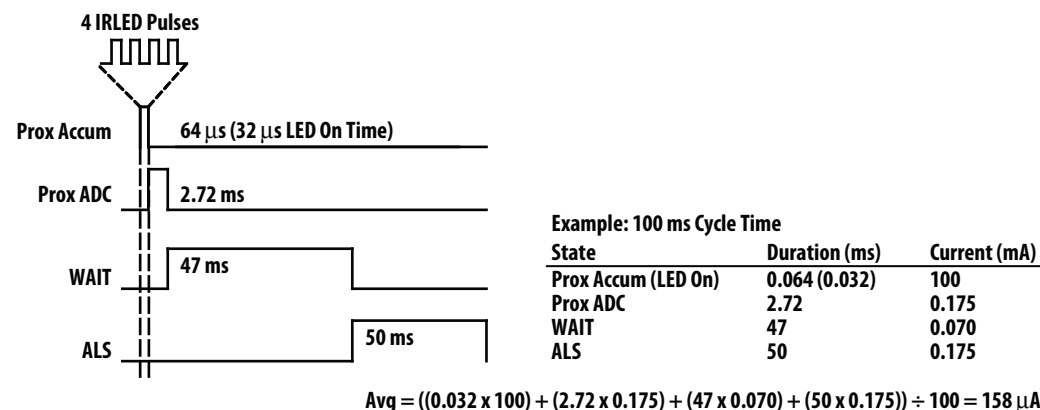 4 IRLED Pulses
Prox Accum
64 µs (32 µs LED On Time)
Prox ADC
2.72 ms
WAIT
47 ms
ALS
50 ms
Example: 100 ms Cycle Time
State Duration (ms) Current (mA)
Prox Accum (LED On) 0.064 (0.032) 100
Prox ADC 2.72 0.175
WAIT 47 0.070
ALS 50 0.175
Avg = ((0.032 x 100) + (2.72 x 0.175) + (47 x 0.070) + (50 x 0.175)) ÷ 100 = 158 µA